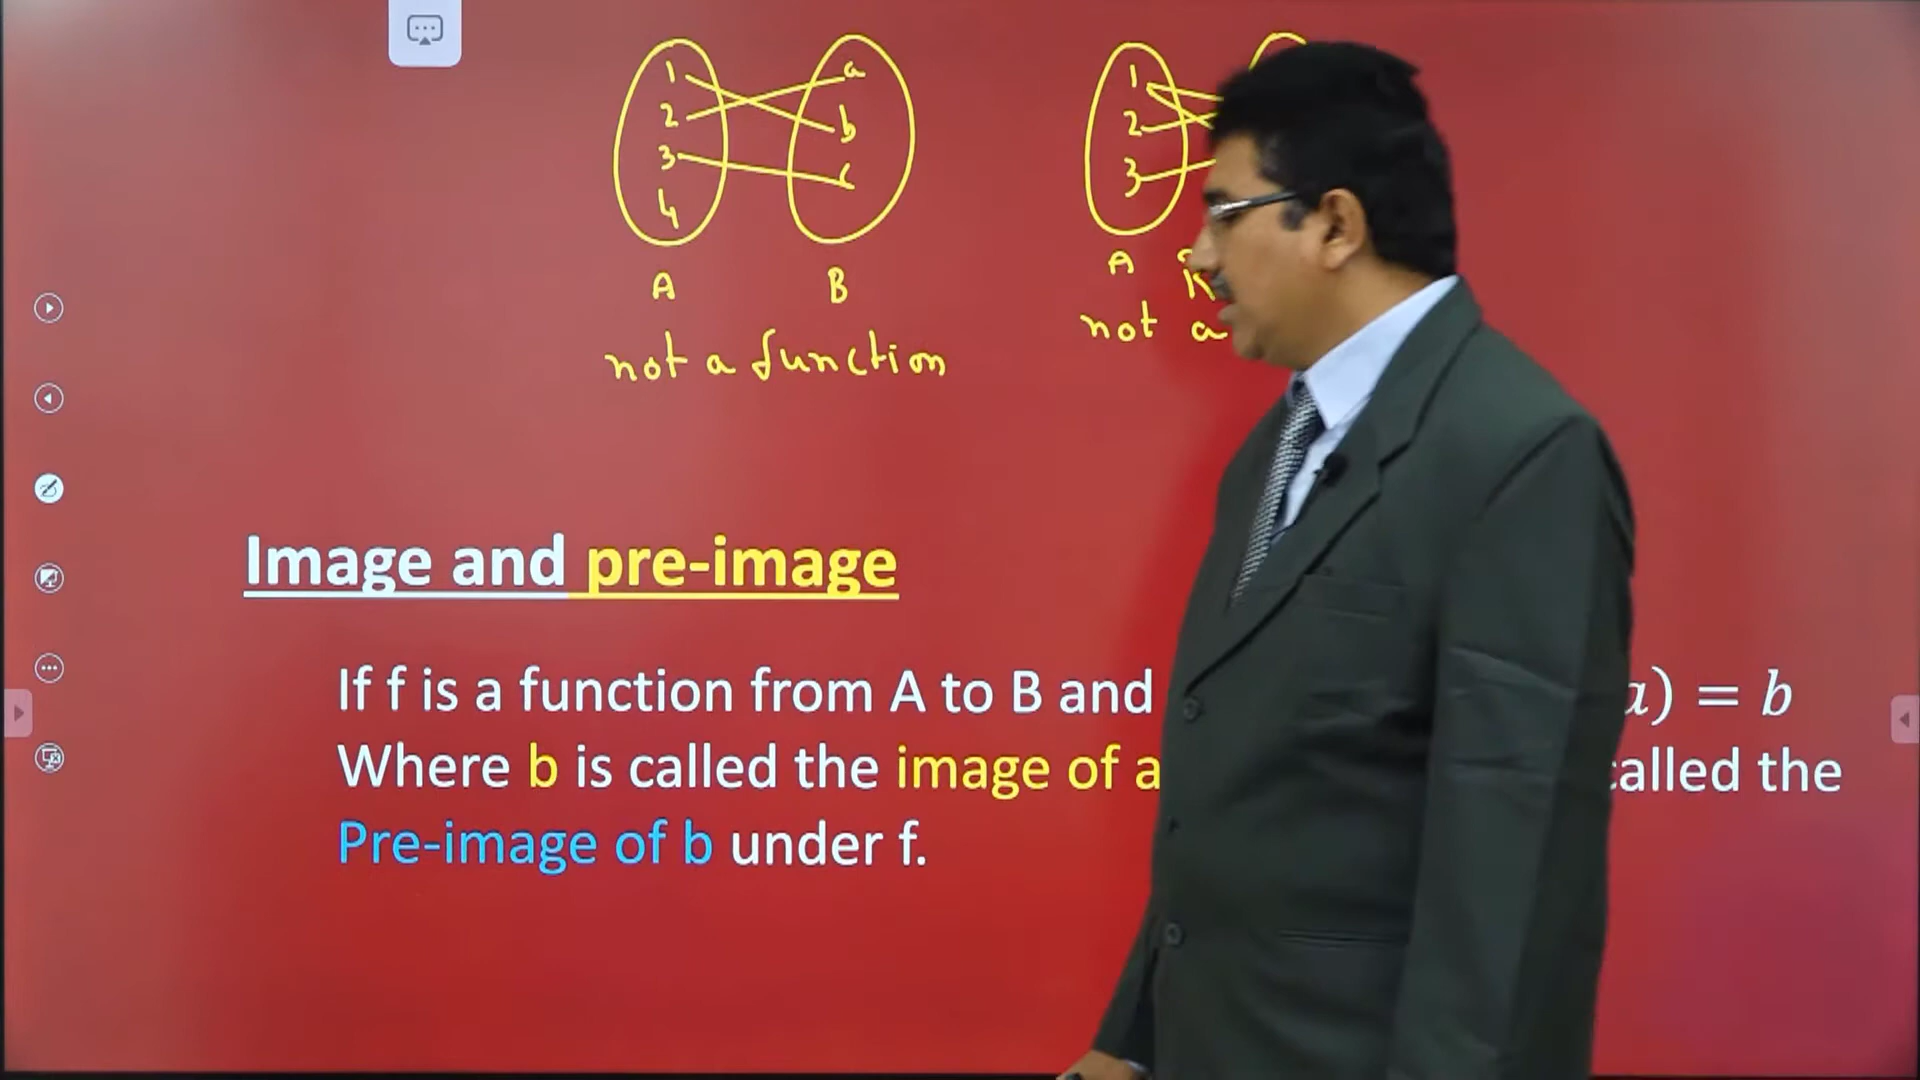 1 a
2 b
3 c
4
A B
not a function
1
2
3
A
not a
Image and pre-image
If f is a function from A to B and a) = b
Where b is called the image of a called the
Pre-image of b under f.